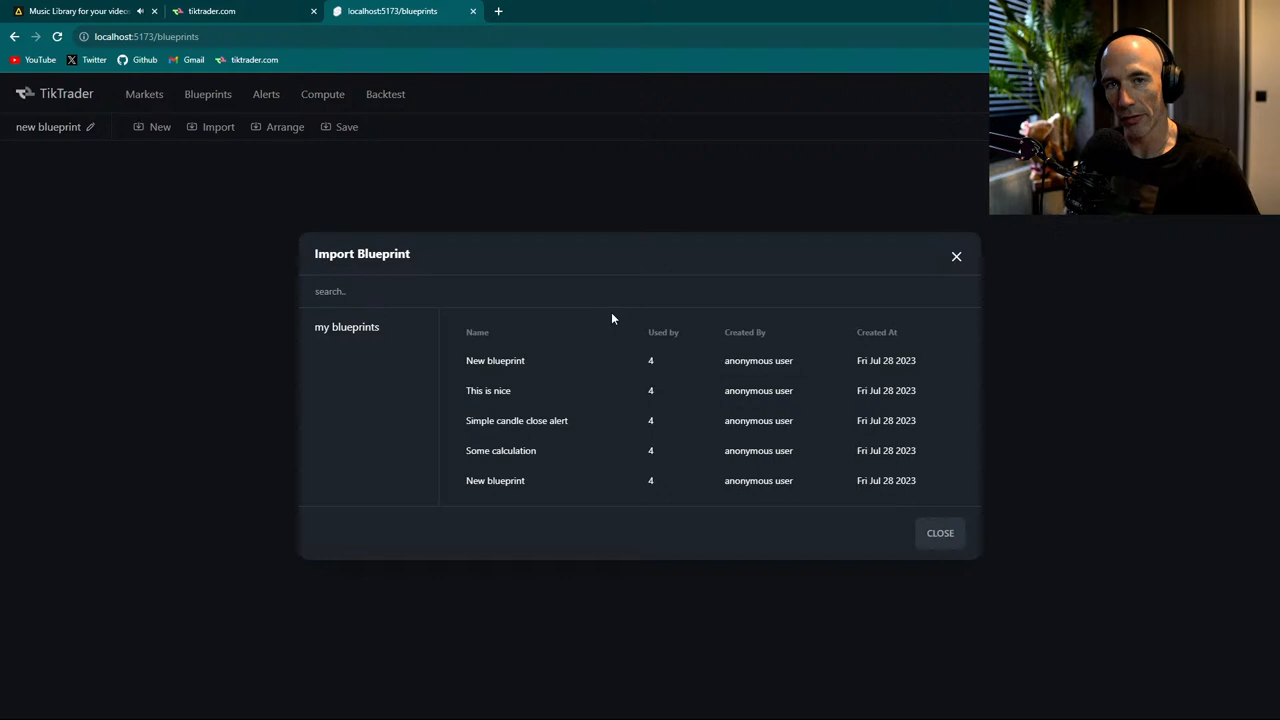 Music Library for your videos
tiktrader.com
localhost:5173/blueprints
localhost:5173/blueprints
YouTube
Twitter
Github
Gmail
tiktrader.com
TikTrader
Markets
Blueprints
Alerts
Compute
Backtest
new blueprint
New
Import
Arrange
Save
Import Blueprint
search..
my blueprints
Name Used by Created By Created At
New blueprint 4 anonymous user Fri Jul 28 2023
This is nice 4 anonymous user Fri Jul 28 2023
Simple candle close alert 4 anonymous user Fri Jul 28 2023
Some calculation 4 anonymous user Fri Jul 28 2023
New blueprint 4 anonymous user Fri Jul 28 2023
CLOSE